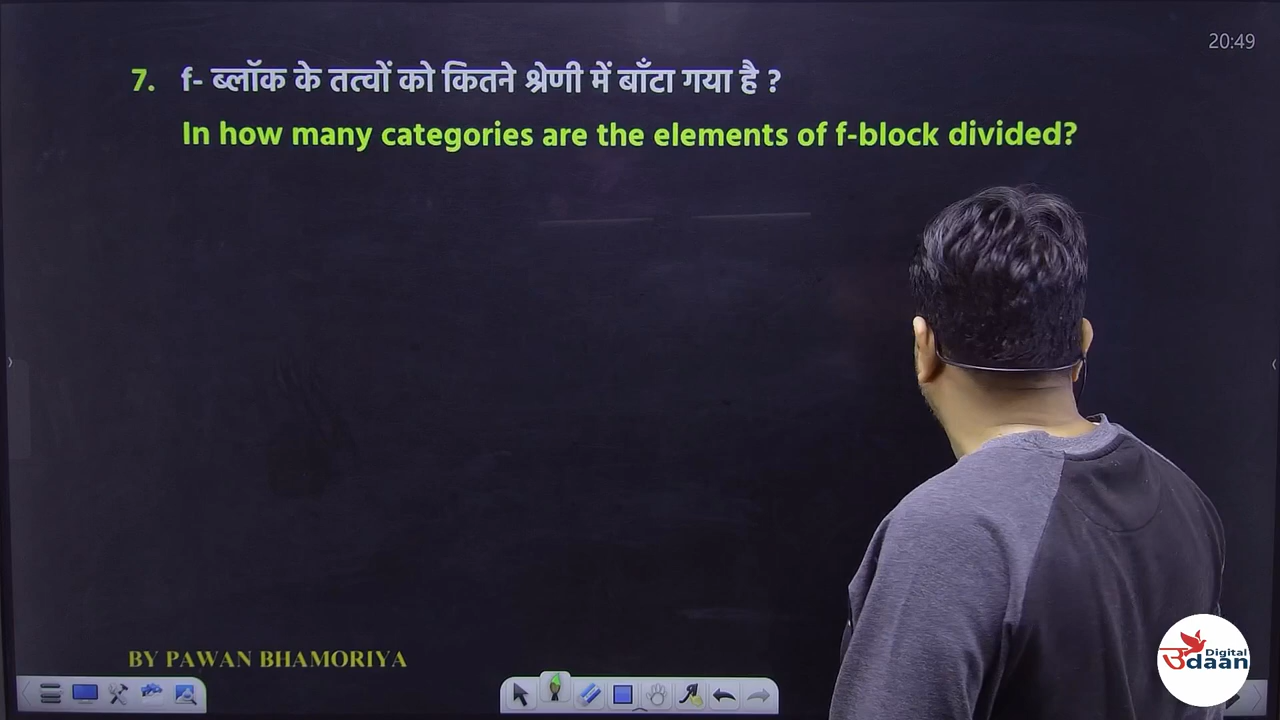 20:49
7. f- ब्लॉक के तत्वों को कितने श्रेणी में बाँटा गया है ?
In how many categories are the elements of f-block divided?
BY PAWAN BHAMORIYA
Digital
उdaan